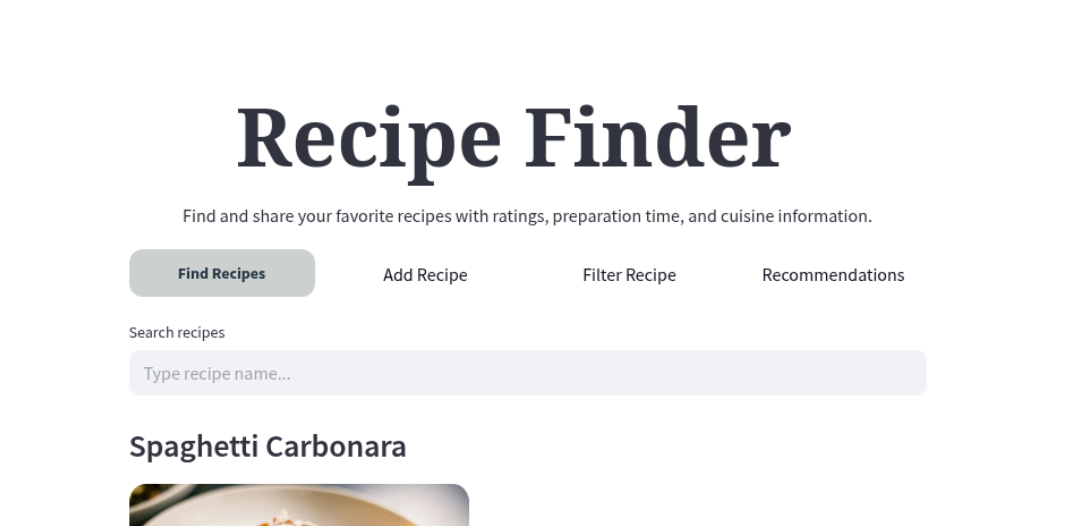 Recipe Finder
Find and share your favorite recipes with ratings, preparation time, and cuisine information.
Find Recipes Add Recipe Filter Recipe Recommendations
Search recipes
Type recipe name...
Spaghetti Carbonara